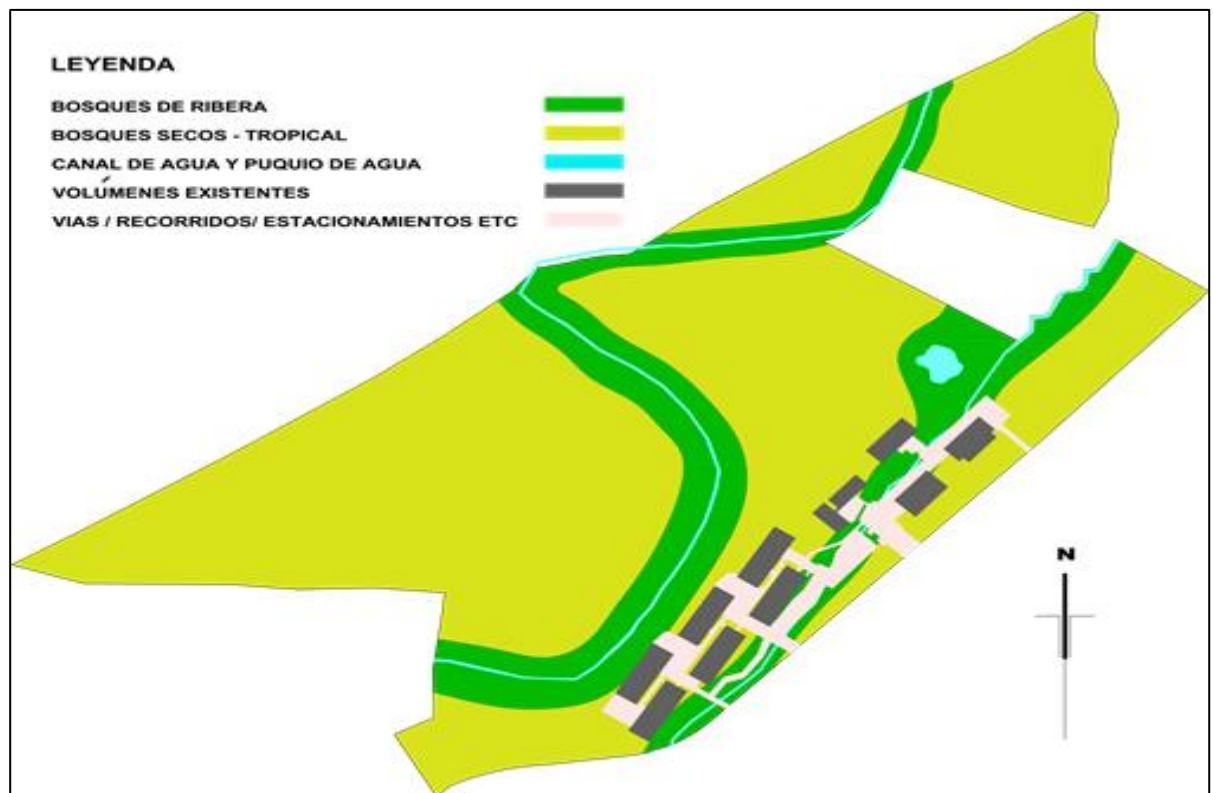 LEYENDA
BOSQUES DE RIBERA
BOSQUES SECOS - TROPICAL
CANAL DE AGUA Y PUQUIO DE AGUA
VOLÚMENES EXISTENTES
VIAS / RECORRIDOS/ ESTACIONAMIENTOS ETC
N